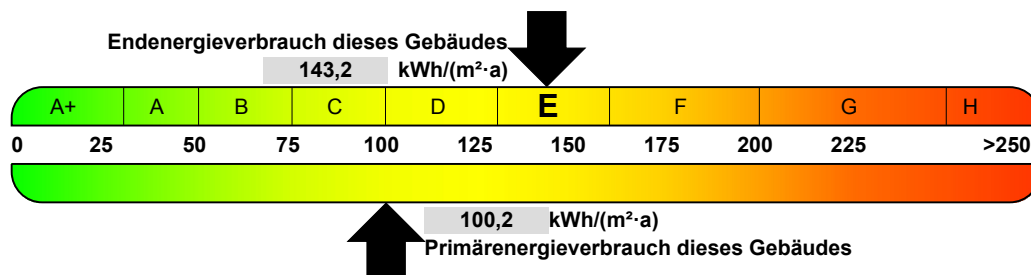 Endenergieverbrauch dieses Gebäudes
143,2 kWh/(m²·a)
A+ A B C D E F G H
0 25 50 75 100 125 150 175 200 225 >250
100,2 kWh/(m²·a)
Primärenergieverbrauch dieses Gebäudes